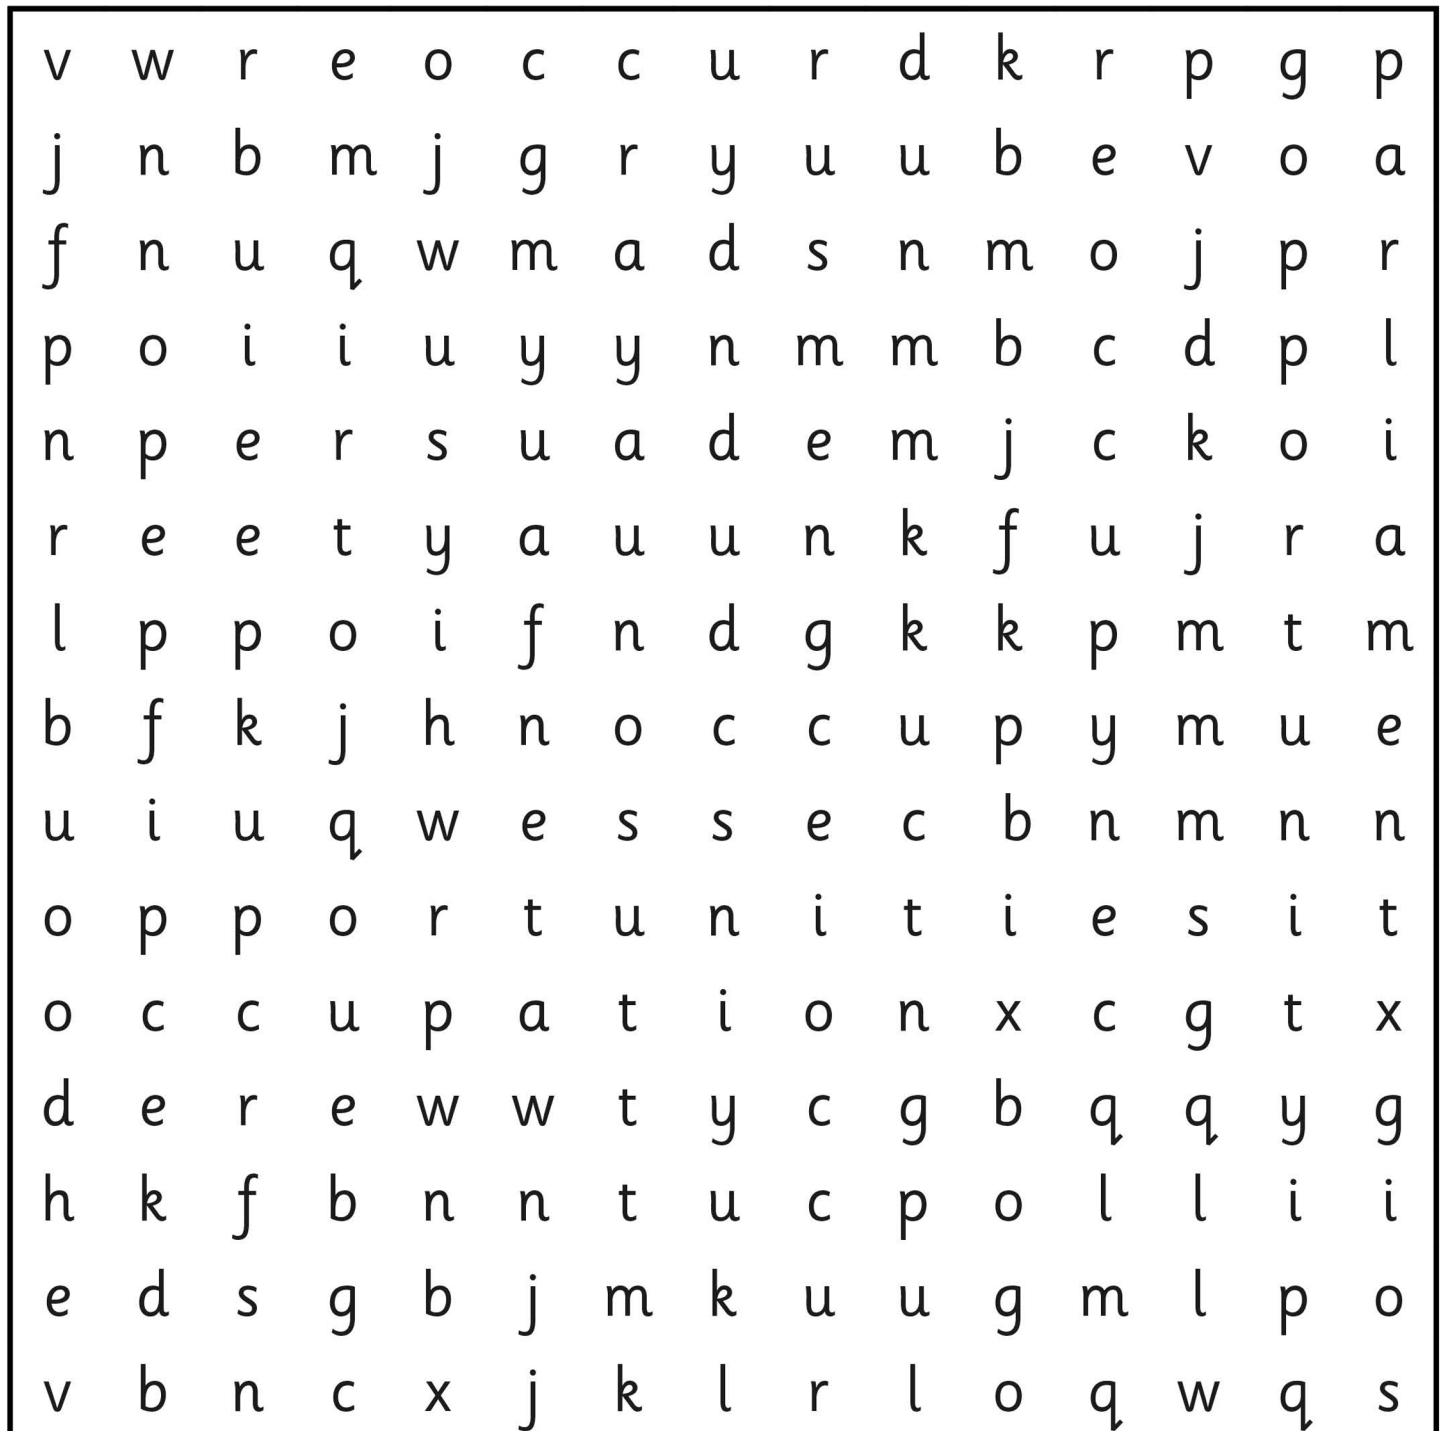 v w r e o c c u r d k r p g p
j n b m j g r y u u b e v o a
f n u q w m a d s n m o j p r
p o i i u y y n m m b c d p l
n p e r s u a d e m j c k o i
r e e t y a u u n k f u j r a
l p p o i f n d g k k p m t m
b f k j h n o c c u p y m u e
u i u q w e s s e c b n m n n
o p p o r t u n i t i e s i t
o c c u p a t i o n x c g t x
d e r e w w t y c g b q q y g
h k f b n n t u c p o l l i i
e d s g b j m k u u g m l p o
v b n c x j k l r l o q w q s